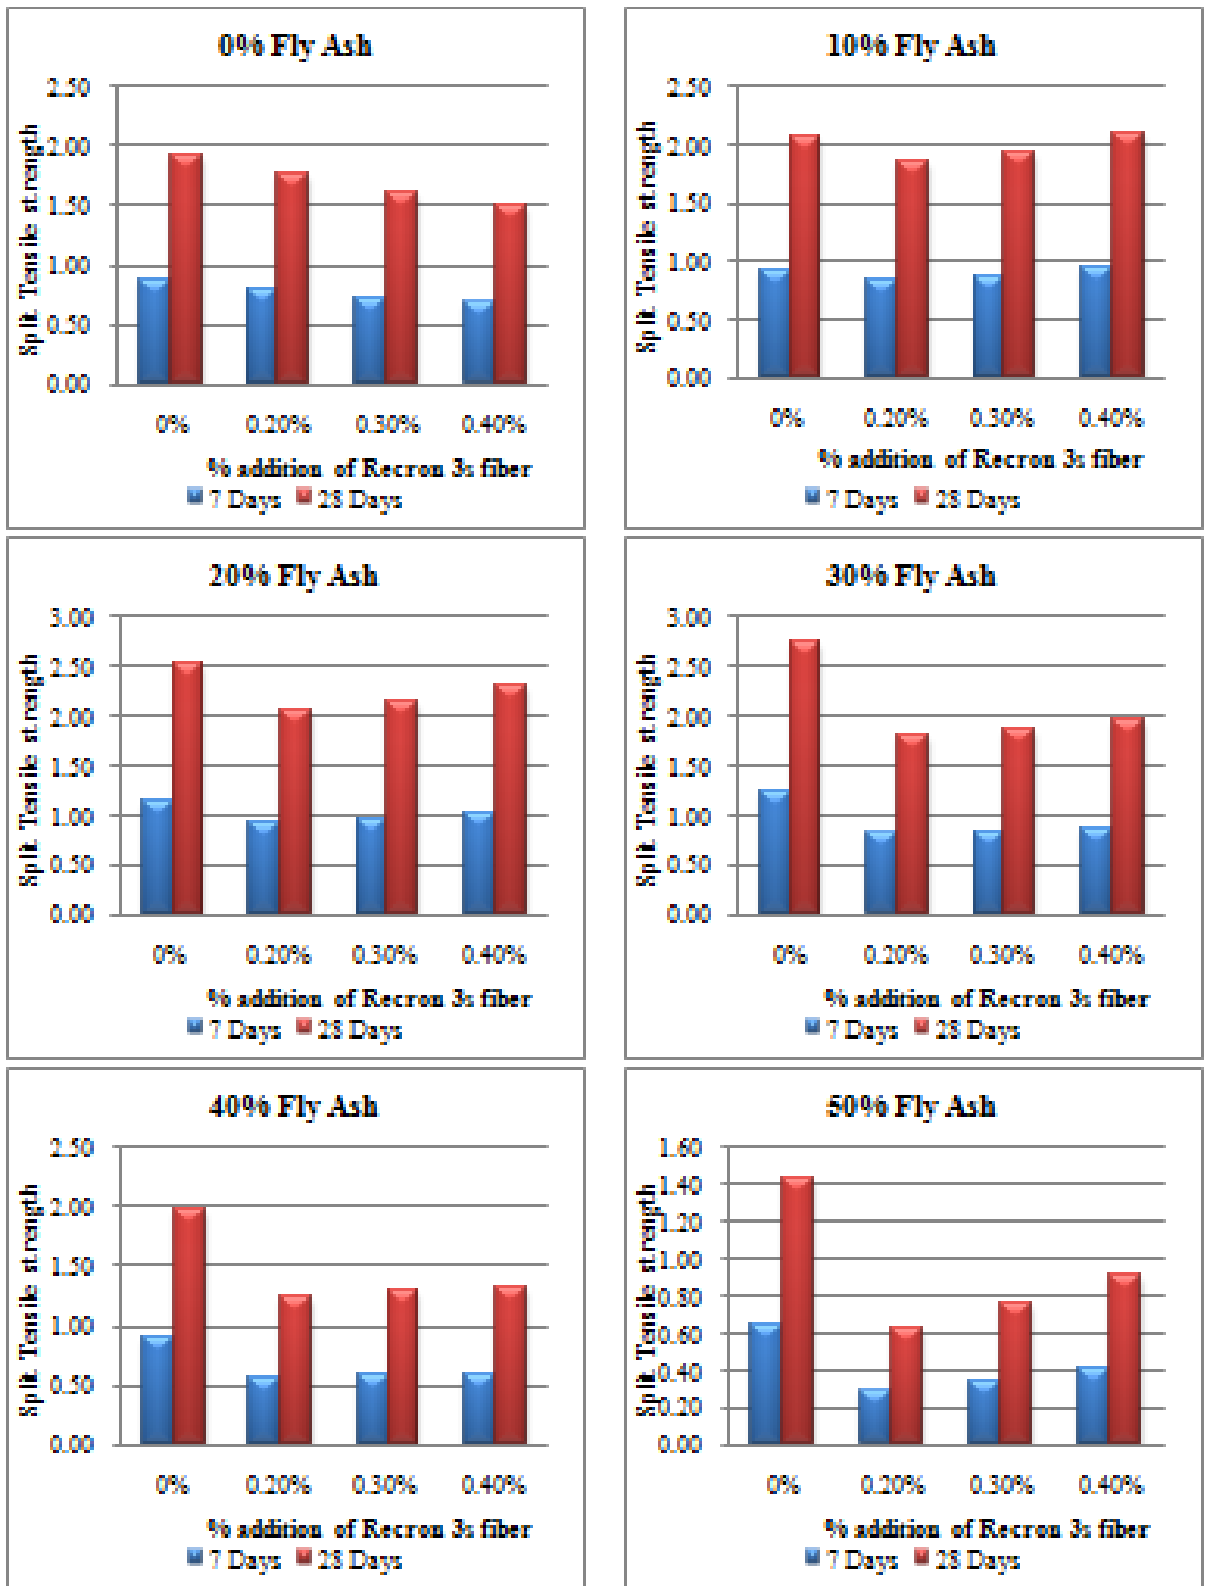 0% Fly Ash
Split Tensile strength
2.50
2.00
1.50
1.00
0.50
0.00
0% 0.20% 0.30% 0.40%
% addition of Recron 3s fiber
7 Days 28 Days
10% Fly Ash
Split Tensile strength
2.50
2.00
1.50
1.00
0.50
0.00
0% 0.20% 0.30% 0.40%
% addition of Recron 3s fiber
7 Days 28 Days
20% Fly Ash
Split Tensile strength
3.00
2.50
2.00
1.50
1.00
0.50
0.00
0% 0.20% 0.30% 0.40%
% addition of Recron 3s fiber
7 Days 28 Days
30% Fly Ash
Split Tensile strength
3.00
2.50
2.00
1.50
1.00
0.50
0.00
0% 0.20% 0.30% 0.40%
% addition of Recron 3s fiber
7 Days 28 Days
40% Fly Ash
Split Tensile strength
2.50
2.00
1.50
1.00
0.50
0.00
0% 0.20% 0.30% 0.40%
% addition of Recron 3s fiber
7 Days 28 Days
50% Fly Ash
Split Tensile strength
1.60
1.40
1.20
1.00
0.80
0.60
0.40
0.20
0.00
0% 0.20% 0.30% 0.40%
% addition of Recron 3s fiber
7 Days 28 Days